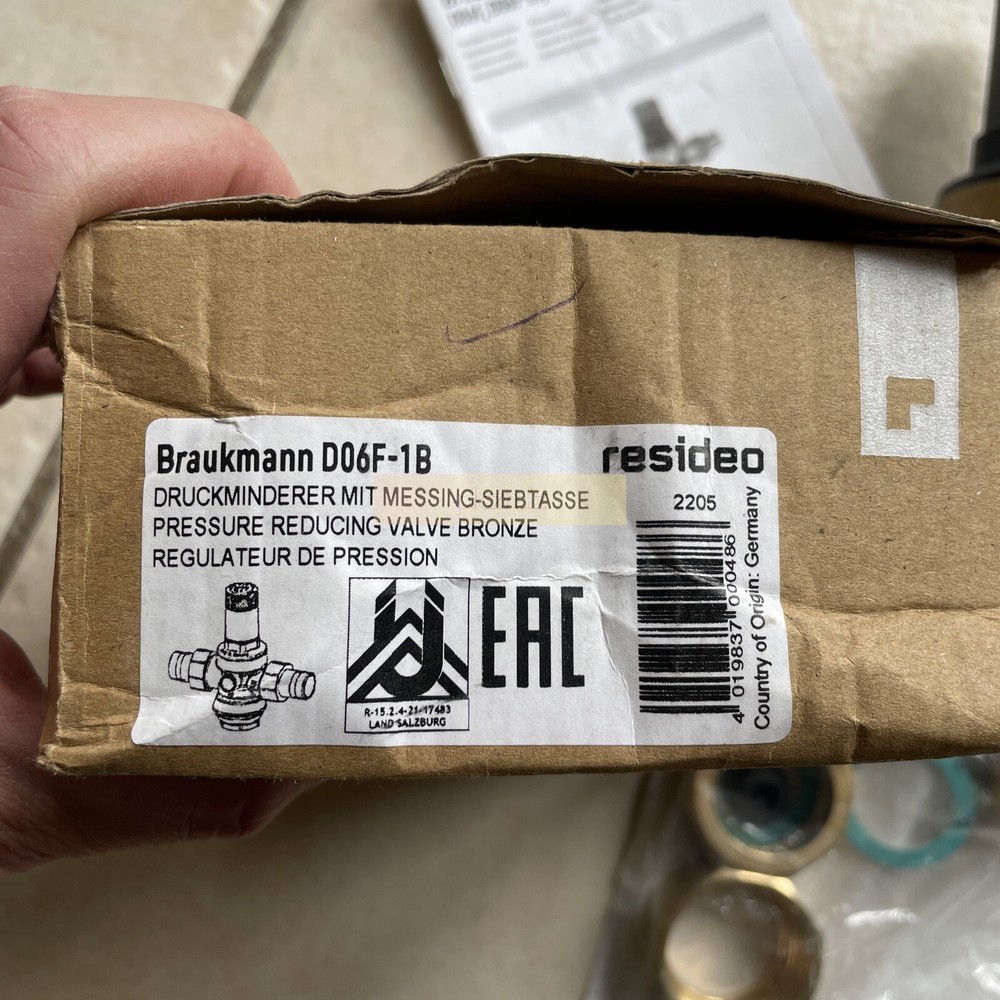 Braukmann D06F-1B
resideo
DRUCKMINDERER MIT MESSING-SIEBTASSE
PRESSURE REDUCING VALVE BRONZE
REGULATEUR DE PRESSION
2205
4 019837 000486
Country of Origin: Germany
R-15.2.4-21-17483
LAND SALZBURG
EAC